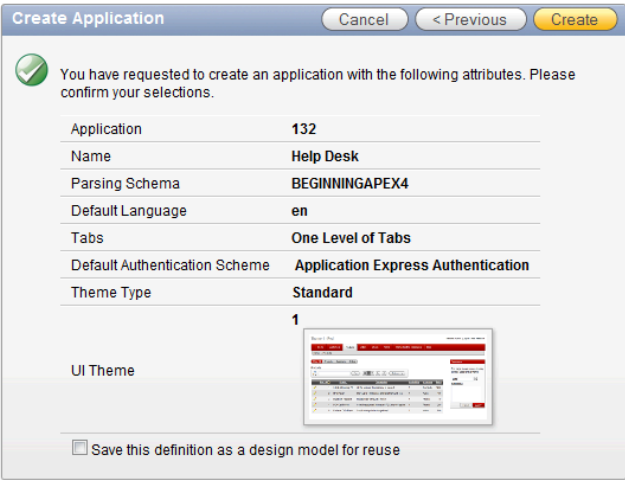 Create Application
Cancel
< Previous
Create
You have requested to create an application with the following attributes. Please
confirm your selections.
Application 132
Name Help Desk
Parsing Schema BEGINNINGAPEX4
Default Language en
Tabs One Level of Tabs
Default Authentication Scheme Application Express Authentication
Theme Type Standard
1
UI Theme
Save this definition as a design model for reuse